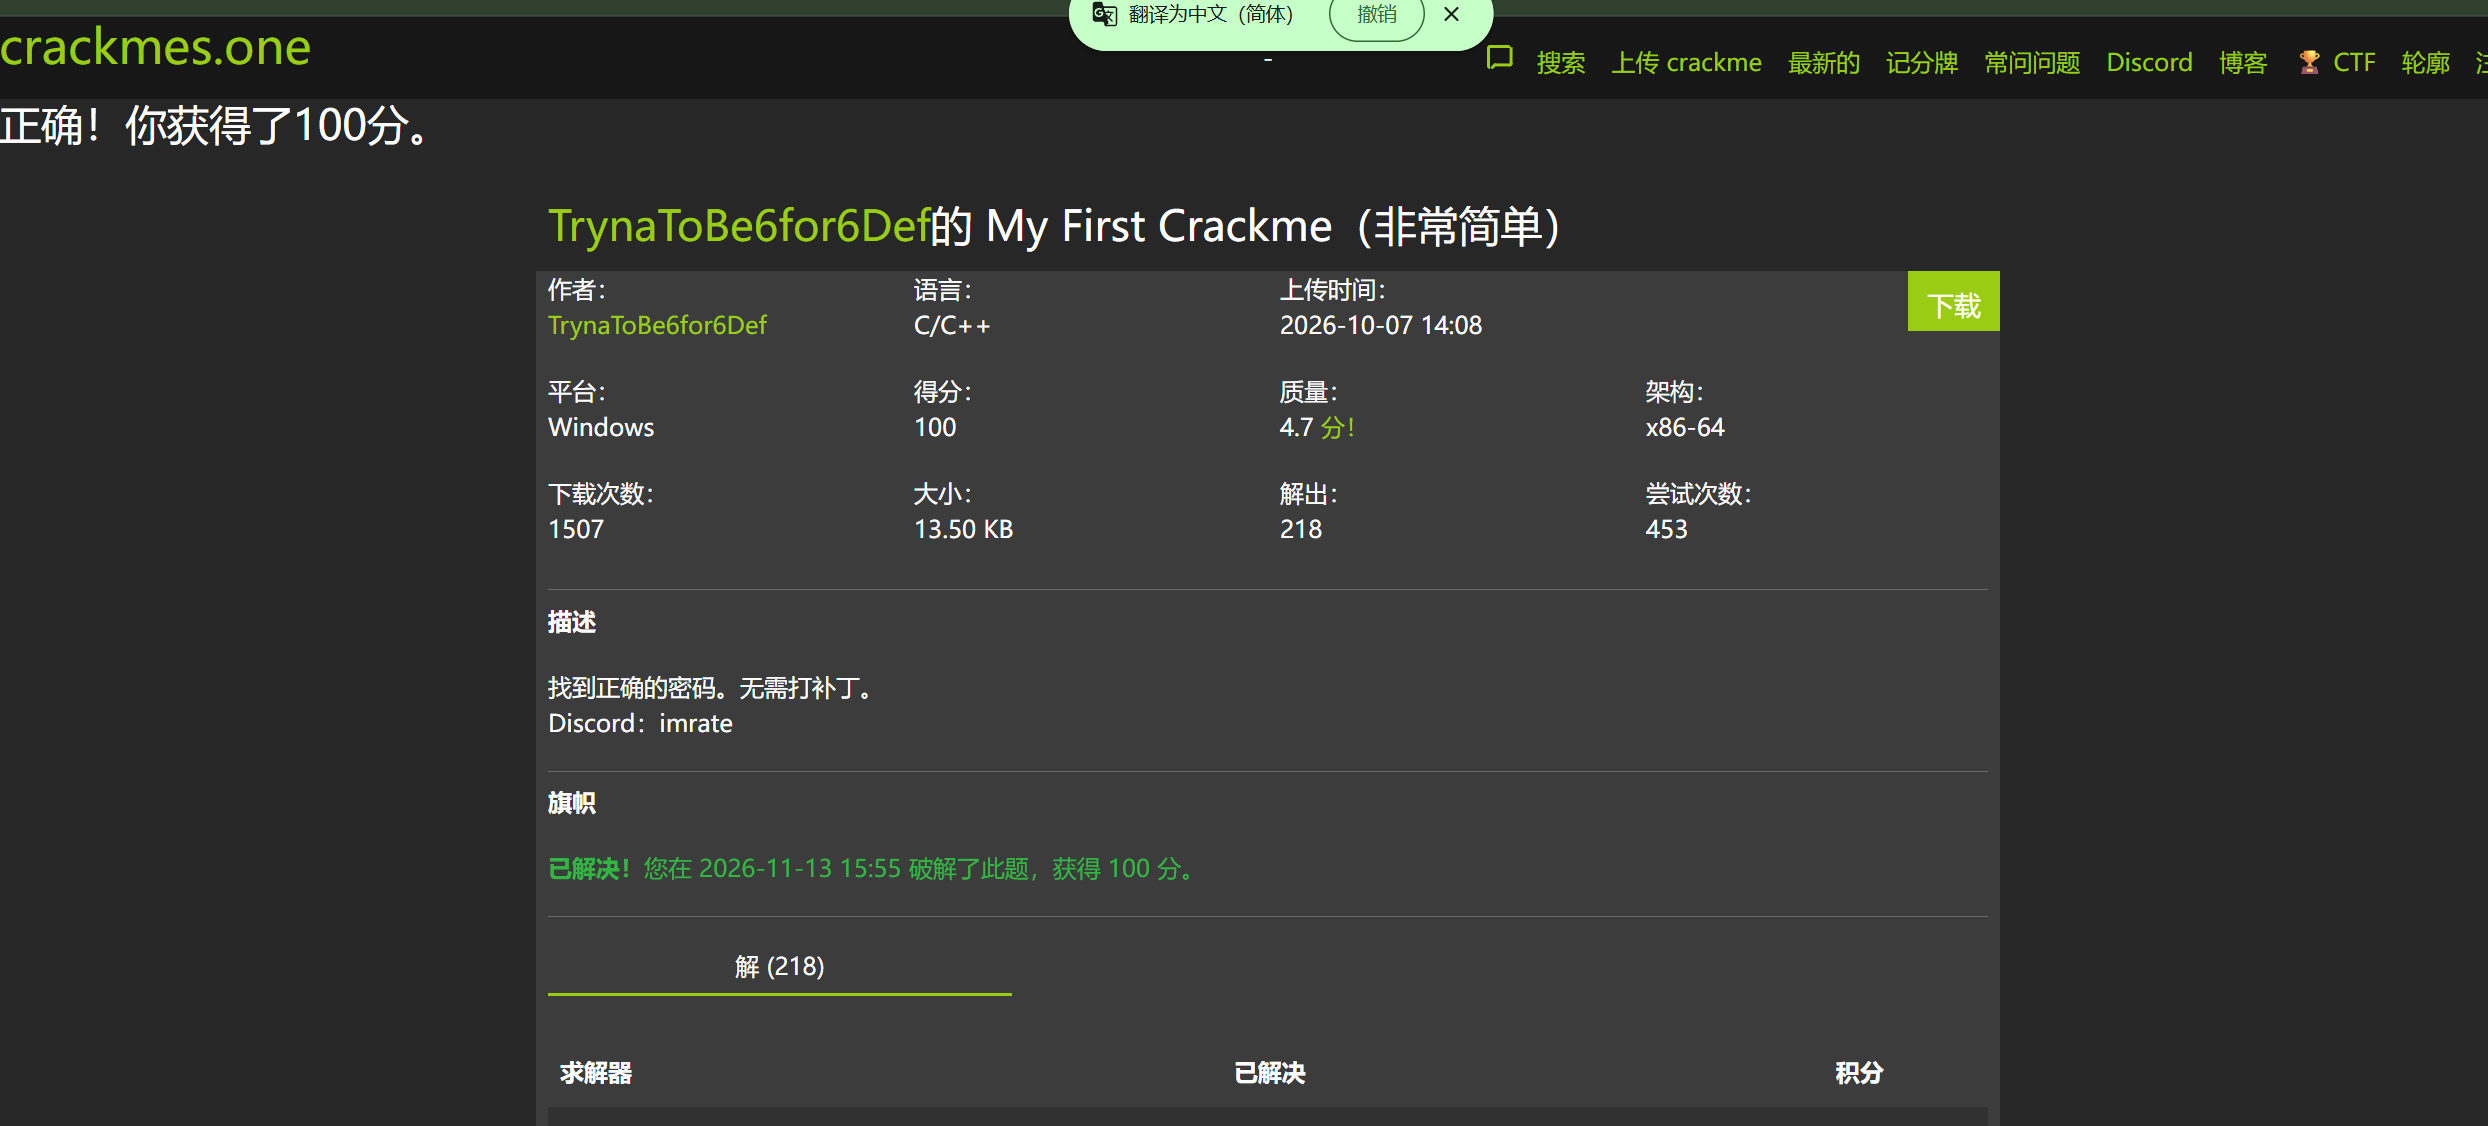 翻译为中文（简体） 撤销
crackmes.one
- 搜索 上传 crackme 最新的 记分牌 常问问题 Discord 博客 CTF 轮廓
正确！你获得了100分。
TrynaToBe6for6Def的 My First Crackme（非常简单）
作者： 语言： 上传时间： 下载
TrynaToBe6for6Def C/C++ 2026-10-07 14:08
平台： 得分： 质量： 架构：
Windows 100 4.7 分！ x86-64
下载次数： 大小： 解出： 尝试次数：
1507 13.50 KB 218 453
描述
找到正确的密码。无需打补丁。
Discord：imrate
旗帜
已解决！您在 2026-11-13 15:55 破解了此题，获得 100 分。
解 (218)
求解器 已解决 积分